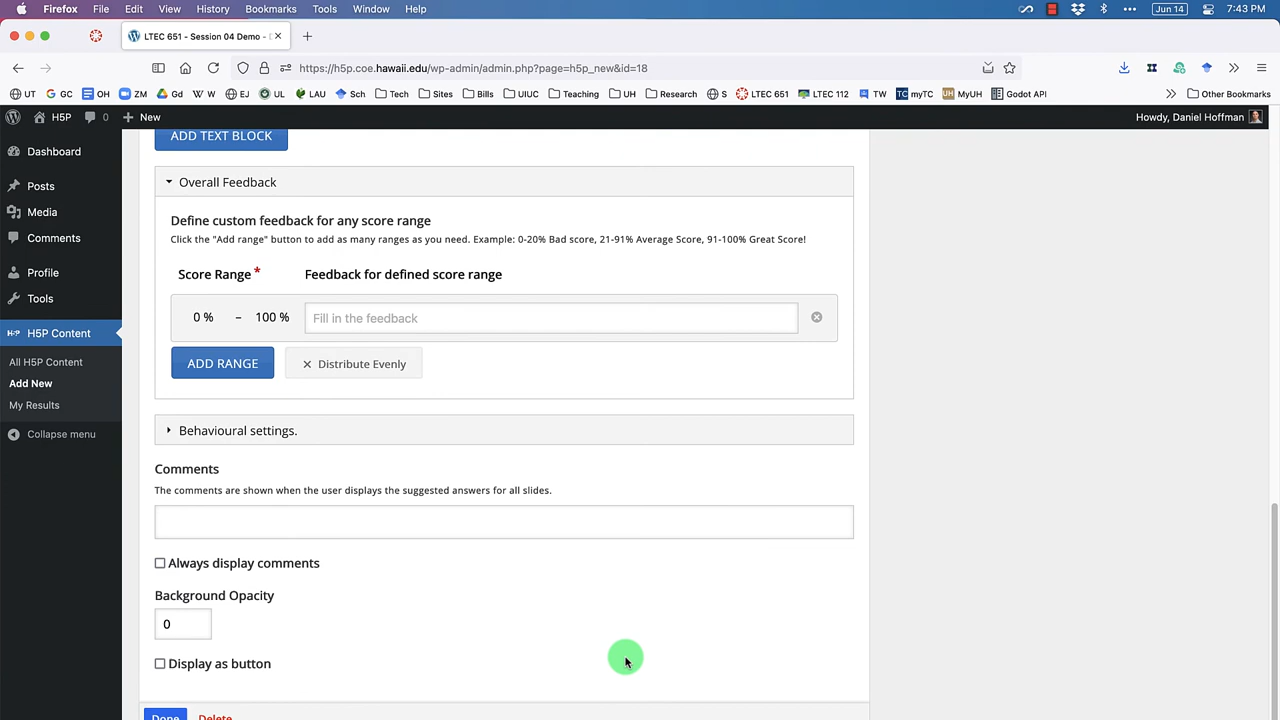 Firefox File Edit View History Bookmarks Tools Window Help Jun 14 7:43 PM
LTEC 651 - Session 04 Demo -
https://h5p.coe.hawaii.edu/wp-admin/admin.php?page=h5p_new&id=18
UT GC OH ZM Gd W EJ UL LAU Sch Tech Sites Bills UIUC Teaching UH Research S LTEC 651 LTEC 112 TW myTC MyUH Godot API Other Bookmarks
H5P 0 New Howdy, Daniel Hoffman
Dashboard
Posts
Media
Comments
Profile
Tools
H5P H5P Content
All H5P Content
Add New
My Results
Collapse menu
ADD TEXT BLOCK
Overall Feedback
Define custom feedback for any score range
Click the "Add range" button to add as many ranges as you need. Example: 0-20% Bad score, 21-91% Average Score, 91-100% Great Score!
Score Range * Feedback for defined score range
0 % – 100 % Fill in the feedback
ADD RANGE Distribute Evenly
Behavioural settings.
Comments
The comments are shown when the user displays the suggested answers for all slides.
Always display comments
Background Opacity
0
Display as button
Done Delete